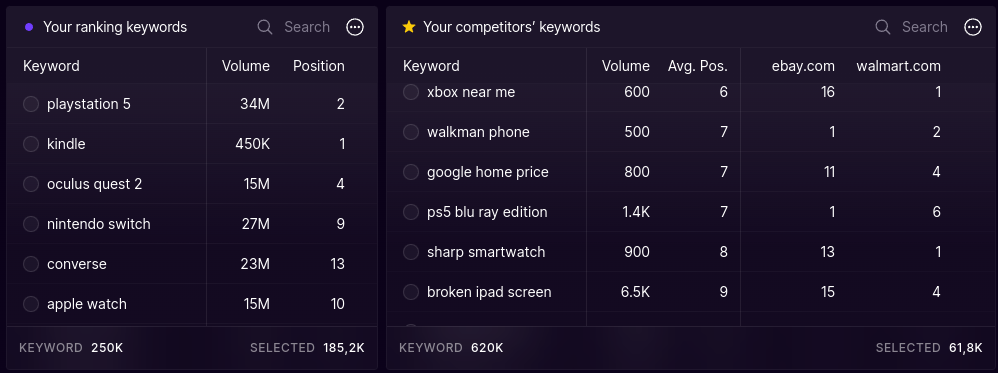 Your ranking keywords Search
Keyword Volume Position
playstation 5 34M 2
kindle 450K 1
oculus quest 2 15M 4
nintendo switch 27M 9
converse 23M 13
apple watch 15M 10
KEYWORD 250K SELECTED 185,2K
Your competitors’ keywords Search
Keyword Volume Avg. Pos. ebay.com walmart.com
xbox near me 600 6 16 1
walkman phone 500 7 1 2
google home price 800 7 11 4
ps5 blu ray edition 1.4K 7 1 6
sharp smartwatch 900 8 13 1
broken ipad screen 6.5K 9 15 4
KEYWORD 620K SELECTED 61,8K